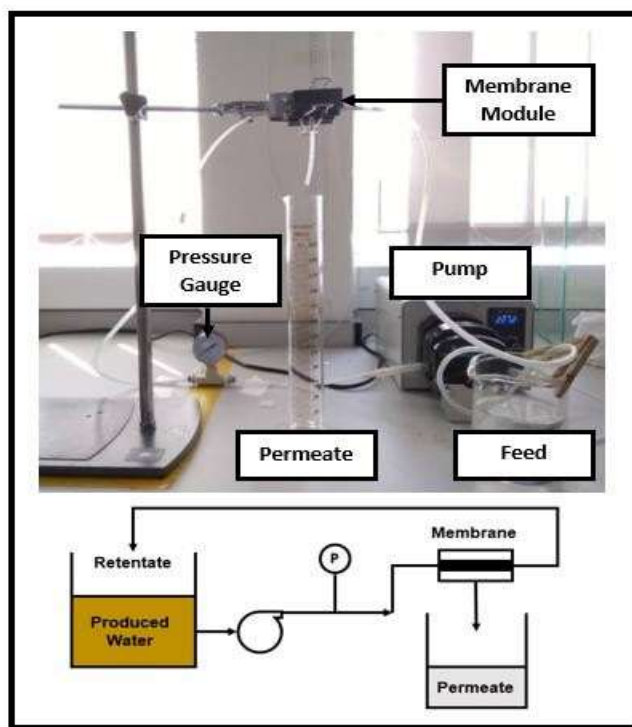 Membrane
Module
Pressure
Gauge
Pump
Permeate
Feed
Retentate
Membrane
P
Produced
Water
Permeate